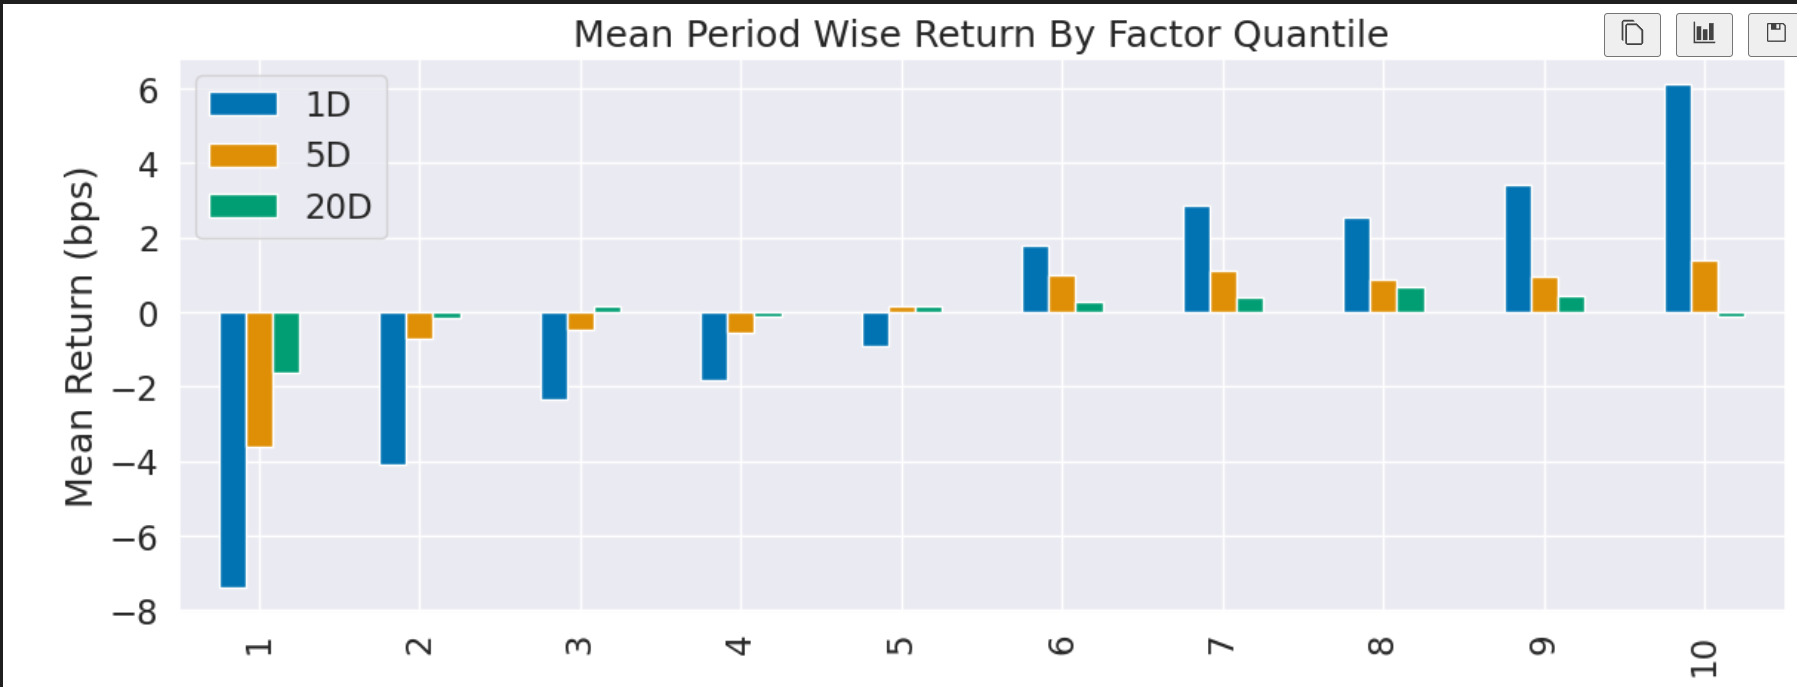 Mean Period Wise Return By Factor Quantile
Mean Return (bps)
6
4
2
0
−2
−4
−6
−8
1D
5D
20D
1 2 3 4 5 6 7 8 9 10